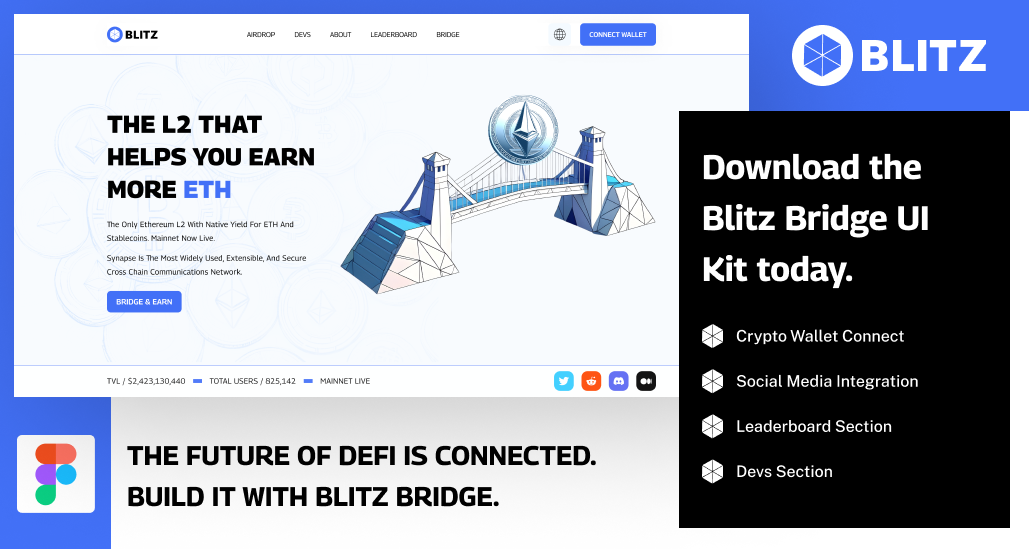 BLITZ
AIRDROP DEVS ABOUT LEADERBOARD BRIDGE
CONNECT WALLET
THE L2 THAT
HELPS YOU EARN
MORE ETH
The Only Ethereum L2 With Native Yield For ETH And
Stablecoins. Mainnet Now Live.
Synapse Is The Most Widely Used, Extensible, And Secure
Cross Chain Communications Network.
BRIDGE & EARN
TVL / $2,423,130,440 TOTAL USERS / 825,142 MAINNET LIVE
BLITZ
Download the
Blitz Bridge UI
Kit today.
Crypto Wallet Connect
Social Media Integration
Leaderboard Section
Devs Section
THE FUTURE OF DEFI IS CONNECTED.
BUILD IT WITH BLITZ BRIDGE.